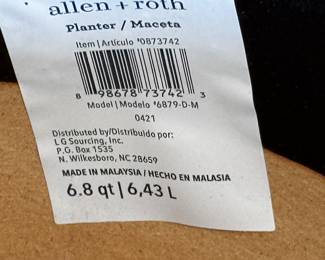 allen + roth
Planter / Maceta
Item | Artículo #0873742
8 98678 73742 3
Model | Modelo #6879-D-M
0421
Distributed by/Distribuido por:
L G Sourcing, Inc.
P.O. Box 1535
N. Wilkesboro, NC 28659
MADE IN MALAYSIA / HECHO EN MALASIA
6.8 qt | 6,43 L